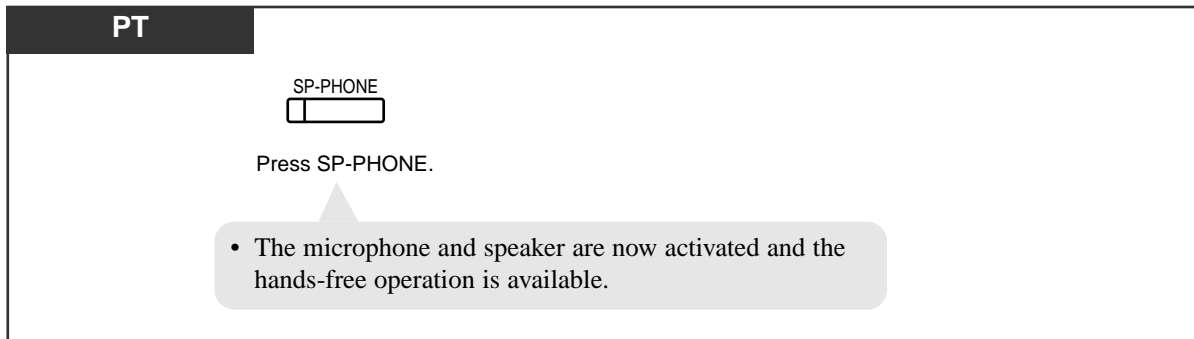 PT
SP-PHONE
Press SP-PHONE.
• The microphone and speaker are now activated and the
hands-free operation is available.